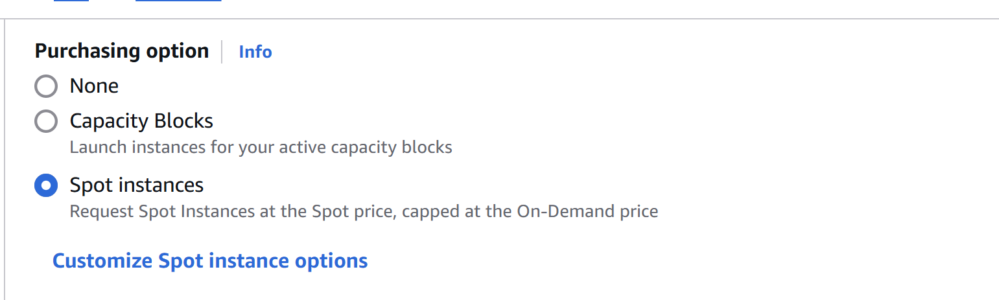 Purchasing option Info
None
Capacity Blocks
Launch instances for your active capacity blocks
Spot instances
Request Spot Instances at the Spot price, capped at the On-Demand price
Customize Spot instance options